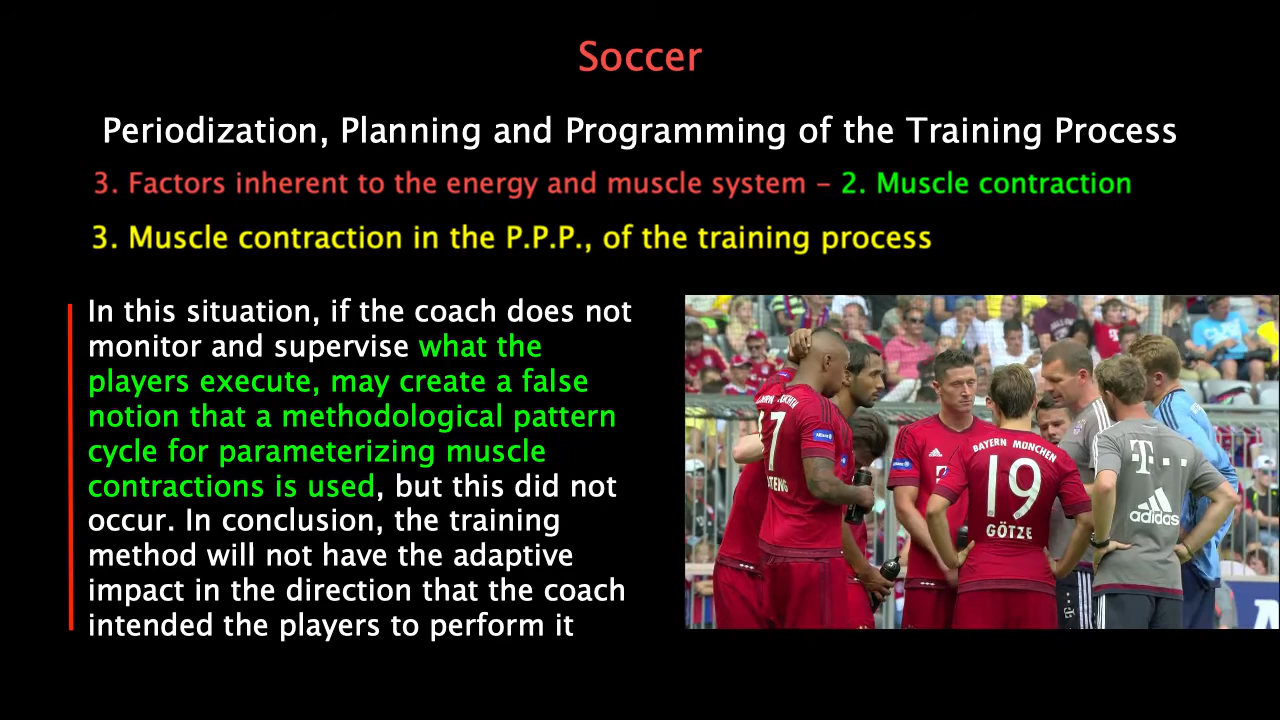 Soccer
Periodization, Planning and Programming of the Training Process
3. Factors inherent to the energy and muscle system – 2. Muscle contraction
3. Muscle contraction in the P.P.P., of the training process
In this situation, if the coach does not
monitor and supervise what the
players execute, may create a false
notion that a methodological pattern
cycle for parameterizing muscle
contractions is used, but this did not
occur. In conclusion, the training
method will not have the adaptive
impact in the direction that the coach
intended the players to perform it
BAYERN MÜNCHEN
19
GÖTZE
17
Allianz
T
adidas